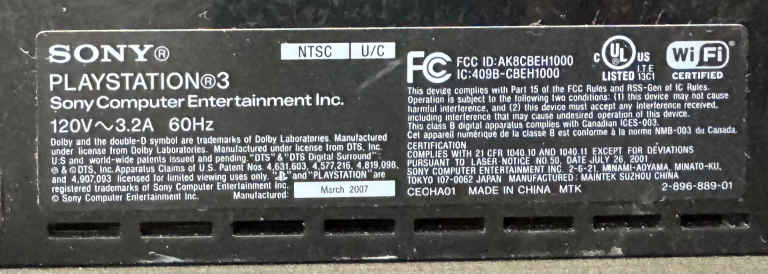 SONY®
NTSC U/C
PLAYSTATION®3
Sony Computer Entertainment Inc.
120V~3.2A 60Hz
Dolby and the double-D symbol are trademarks of Dolby Laboratories. Manufactured
under license from Dolby Laboratories. Manufactured under license from DTS, Inc.
U.S and world-wide patents issued and pending. "DTS" & "DTS Digital Surround"
® & ©DTS, Inc. Apparatus Claims of U.S. Patent Nos. 4,631,603, 4,577,216, 4,819,098,
and 4,907,093 licensed for limited viewing uses only. " " and "PLAYSTATION" are
registered trademarks of Sony Computer Entertainment Inc.
© Sony Computer Entertainment Inc. Manufactured: March 2007
FC FCC ID:AK8CBEH1000
IC:409B-CBEH1000
C UL® US
LISTED I.T.E. 13C1
Wi Fi®
CERTIFIED
This device complies with Part 15 of the FCC Rules and RSS-Gen of IC Rules.
Operation is subject to the following two conditions: (1) this device may not cause
harmful interference, and (2) this device must accept any interference received,
including interference that may cause undesired operation of this device.
This class B digital apparatus complies with Canadian ICES-003.
Cet appareil numérique de la classe B est conforme à la norme NMB-003 du Canada.
CERTIFICATION
COMPLIES WITH 21 CFR 1040.10 AND 1040.11 EXCEPT FOR DEVIATIONS
PURSUANT TO LASER NOTICE NO. 50, DATE JULY 26, 2001
SONY COMPUTER ENTERTAINMENT INC. 2-6-21, MINAMI-AOYAMA, MINATO-KU,
TOKYO 107-0062 JAPAN MANUFACTURED: MAINTEK SUZHOU CHINA
CECHA01 MADE IN CHINA MTK 2-896-889-01